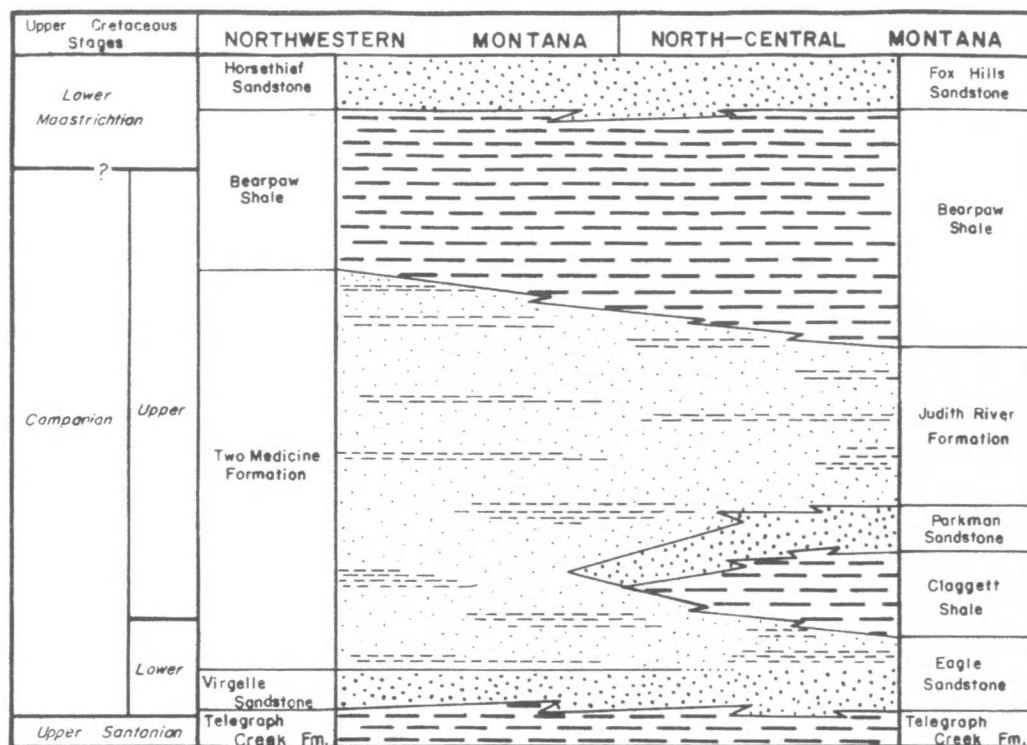 Upper Cretaceous
Stages
NORTHWESTERN MONTANA
NORTH-CENTRAL MONTANA
Lower
Maastrichtian
?
Campanian
Upper
Lower
Upper Santonian
Horsethief
Sandstone
Bearpaw
Shale
Two Medicine
Formation
Virgelle
Sandstone
Telegraph
Creek Fm.
Fox Hills
Sandstone
Bearpaw
Shale
Judith River
Formation
Parkman
Sandstone
Claggett
Shale
Eagle
Sandstone
Telegraph
Creek Fm.